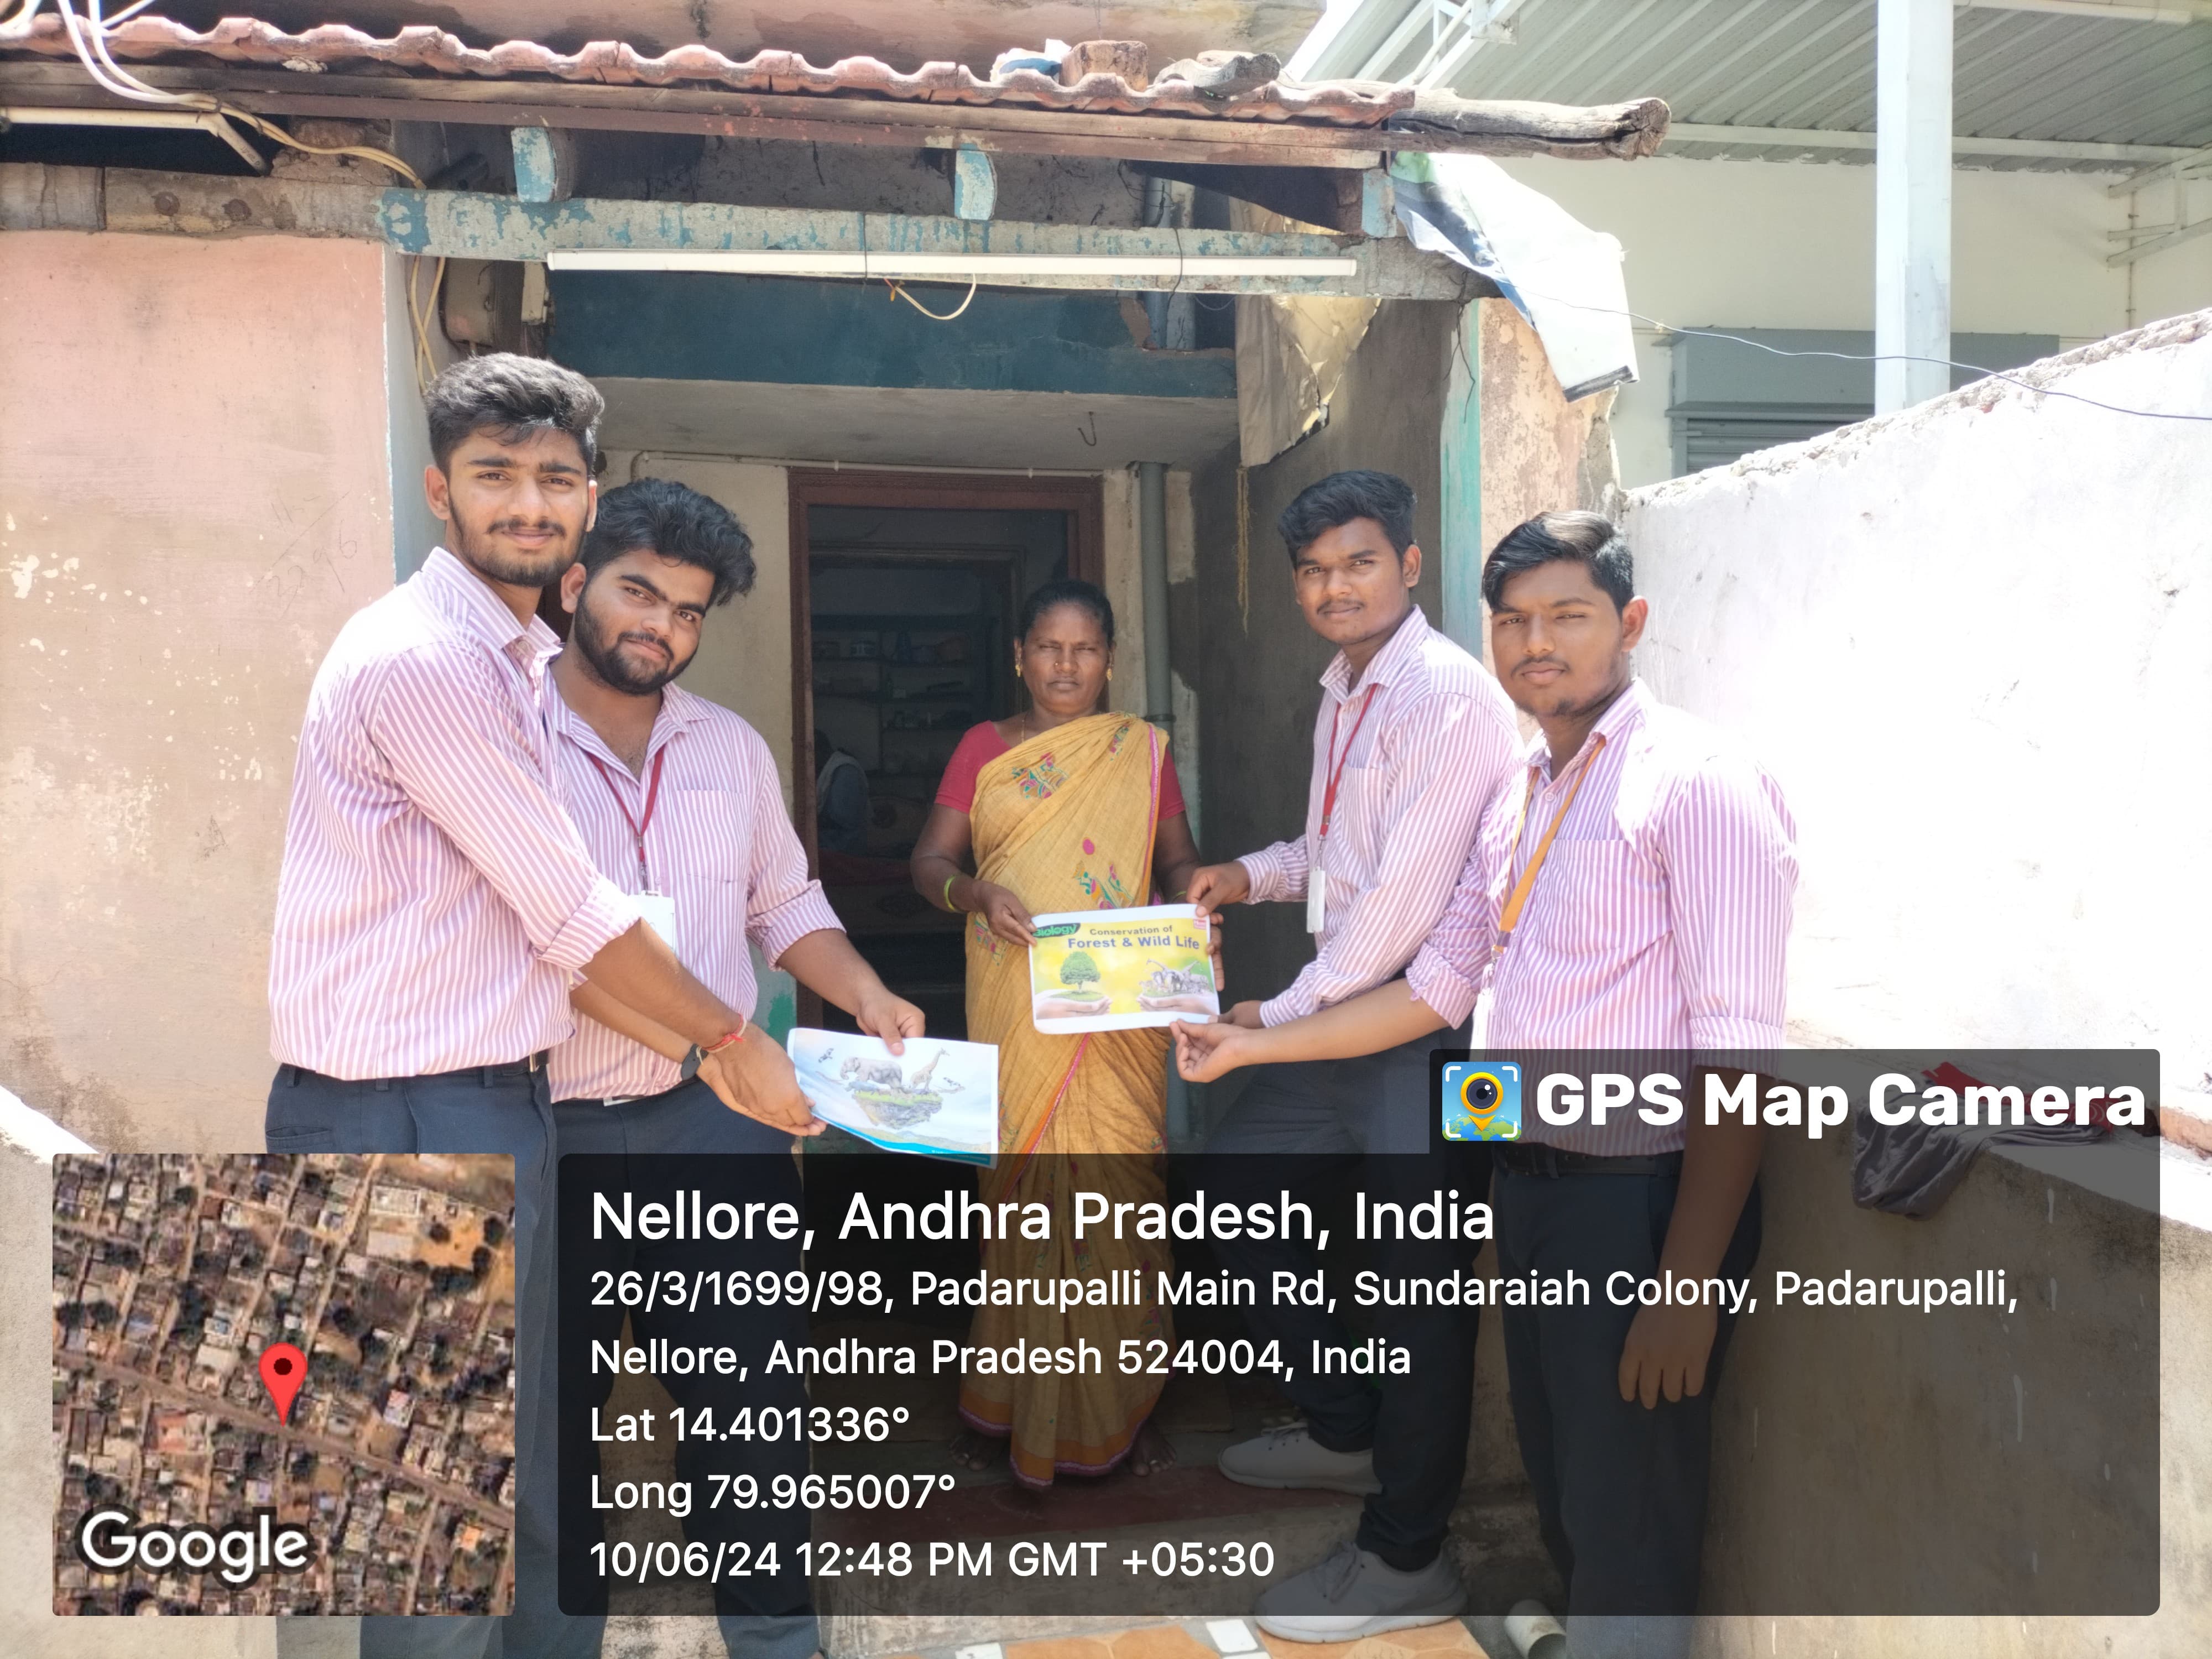 Biology
Conservation of
Forest & Wild Life
GPS Map Camera
Google
Nellore, Andhra Pradesh, India
26/3/1699/98, Padarupalli Main Rd, Sundaraiah Colony, Padarupalli,
Nellore, Andhra Pradesh 524004, India
Lat 14.401336°
Long 79.965007°
10/06/24 12:48 PM GMT +05:30